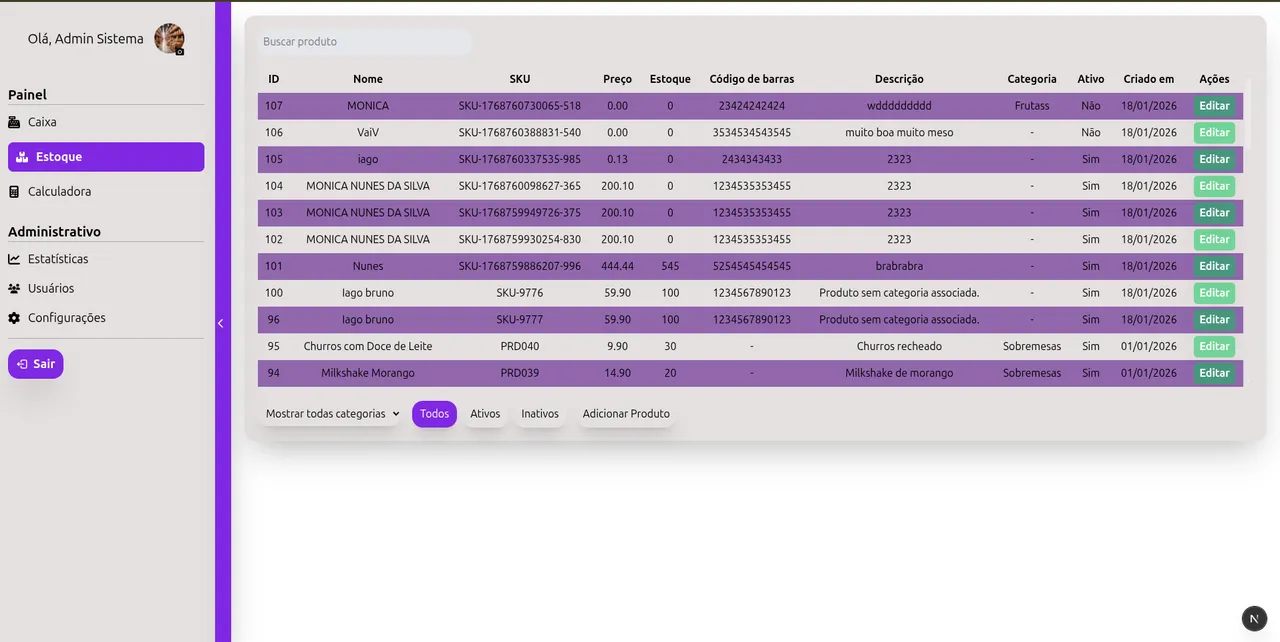 Olá, Admin Sistema
Painel
Caixa
Estoque
Calculadora
Administrativo
Estatísticas
Usuários
Configurações
Sair
Buscar produto
ID Nome SKU Preço Estoque Código de barras Descrição Categoria Ativo Criado em Ações
107 MONICA SKU-1768760730065-518 0.00 0 23424242424 wddddddddd Frutass Não 18/01/2026 Editar
106 VaiV SKU-1768760388831-540 0.00 0 3534534543545 muito boa muito meso - Não 18/01/2026 Editar
105 iago SKU-1768760337535-985 0.13 0 2434343433 2323 - Sim 18/01/2026 Editar
104 MONICA NUNES DA SILVA SKU-1768760098627-365 200.10 0 1234535353455 2323 - Sim 18/01/2026 Editar
103 MONICA NUNES DA SILVA SKU-1768759949726-375 200.10 0 1234535353455 2323 - Sim 18/01/2026 Editar
102 MONICA NUNES DA SILVA SKU-1768759930254-830 200.10 0 1234535353455 2323 - Sim 18/01/2026 Editar
101 Nunes SKU-1768759886207-996 444.44 545 5254545454545 brabrabra - Sim 18/01/2026 Editar
100 Iago bruno SKU-9776 59.90 100 1234567890123 Produto sem categoria associada. - Sim 18/01/2026 Editar
96 Iago bruno SKU-9777 59.90 100 1234567890123 Produto sem categoria associada. - Sim 18/01/2026 Editar
95 Churros com Doce de Leite PRD040 9.90 30 - Churros recheado Sobremesas Sim 01/01/2026 Editar
94 Milkshake Morango PRD039 14.90 20 - Milkshake de morango Sobremesas Sim 01/01/2026 Editar
Mostrar todas categorias Todos Ativos Inativos Adicionar Produto
N